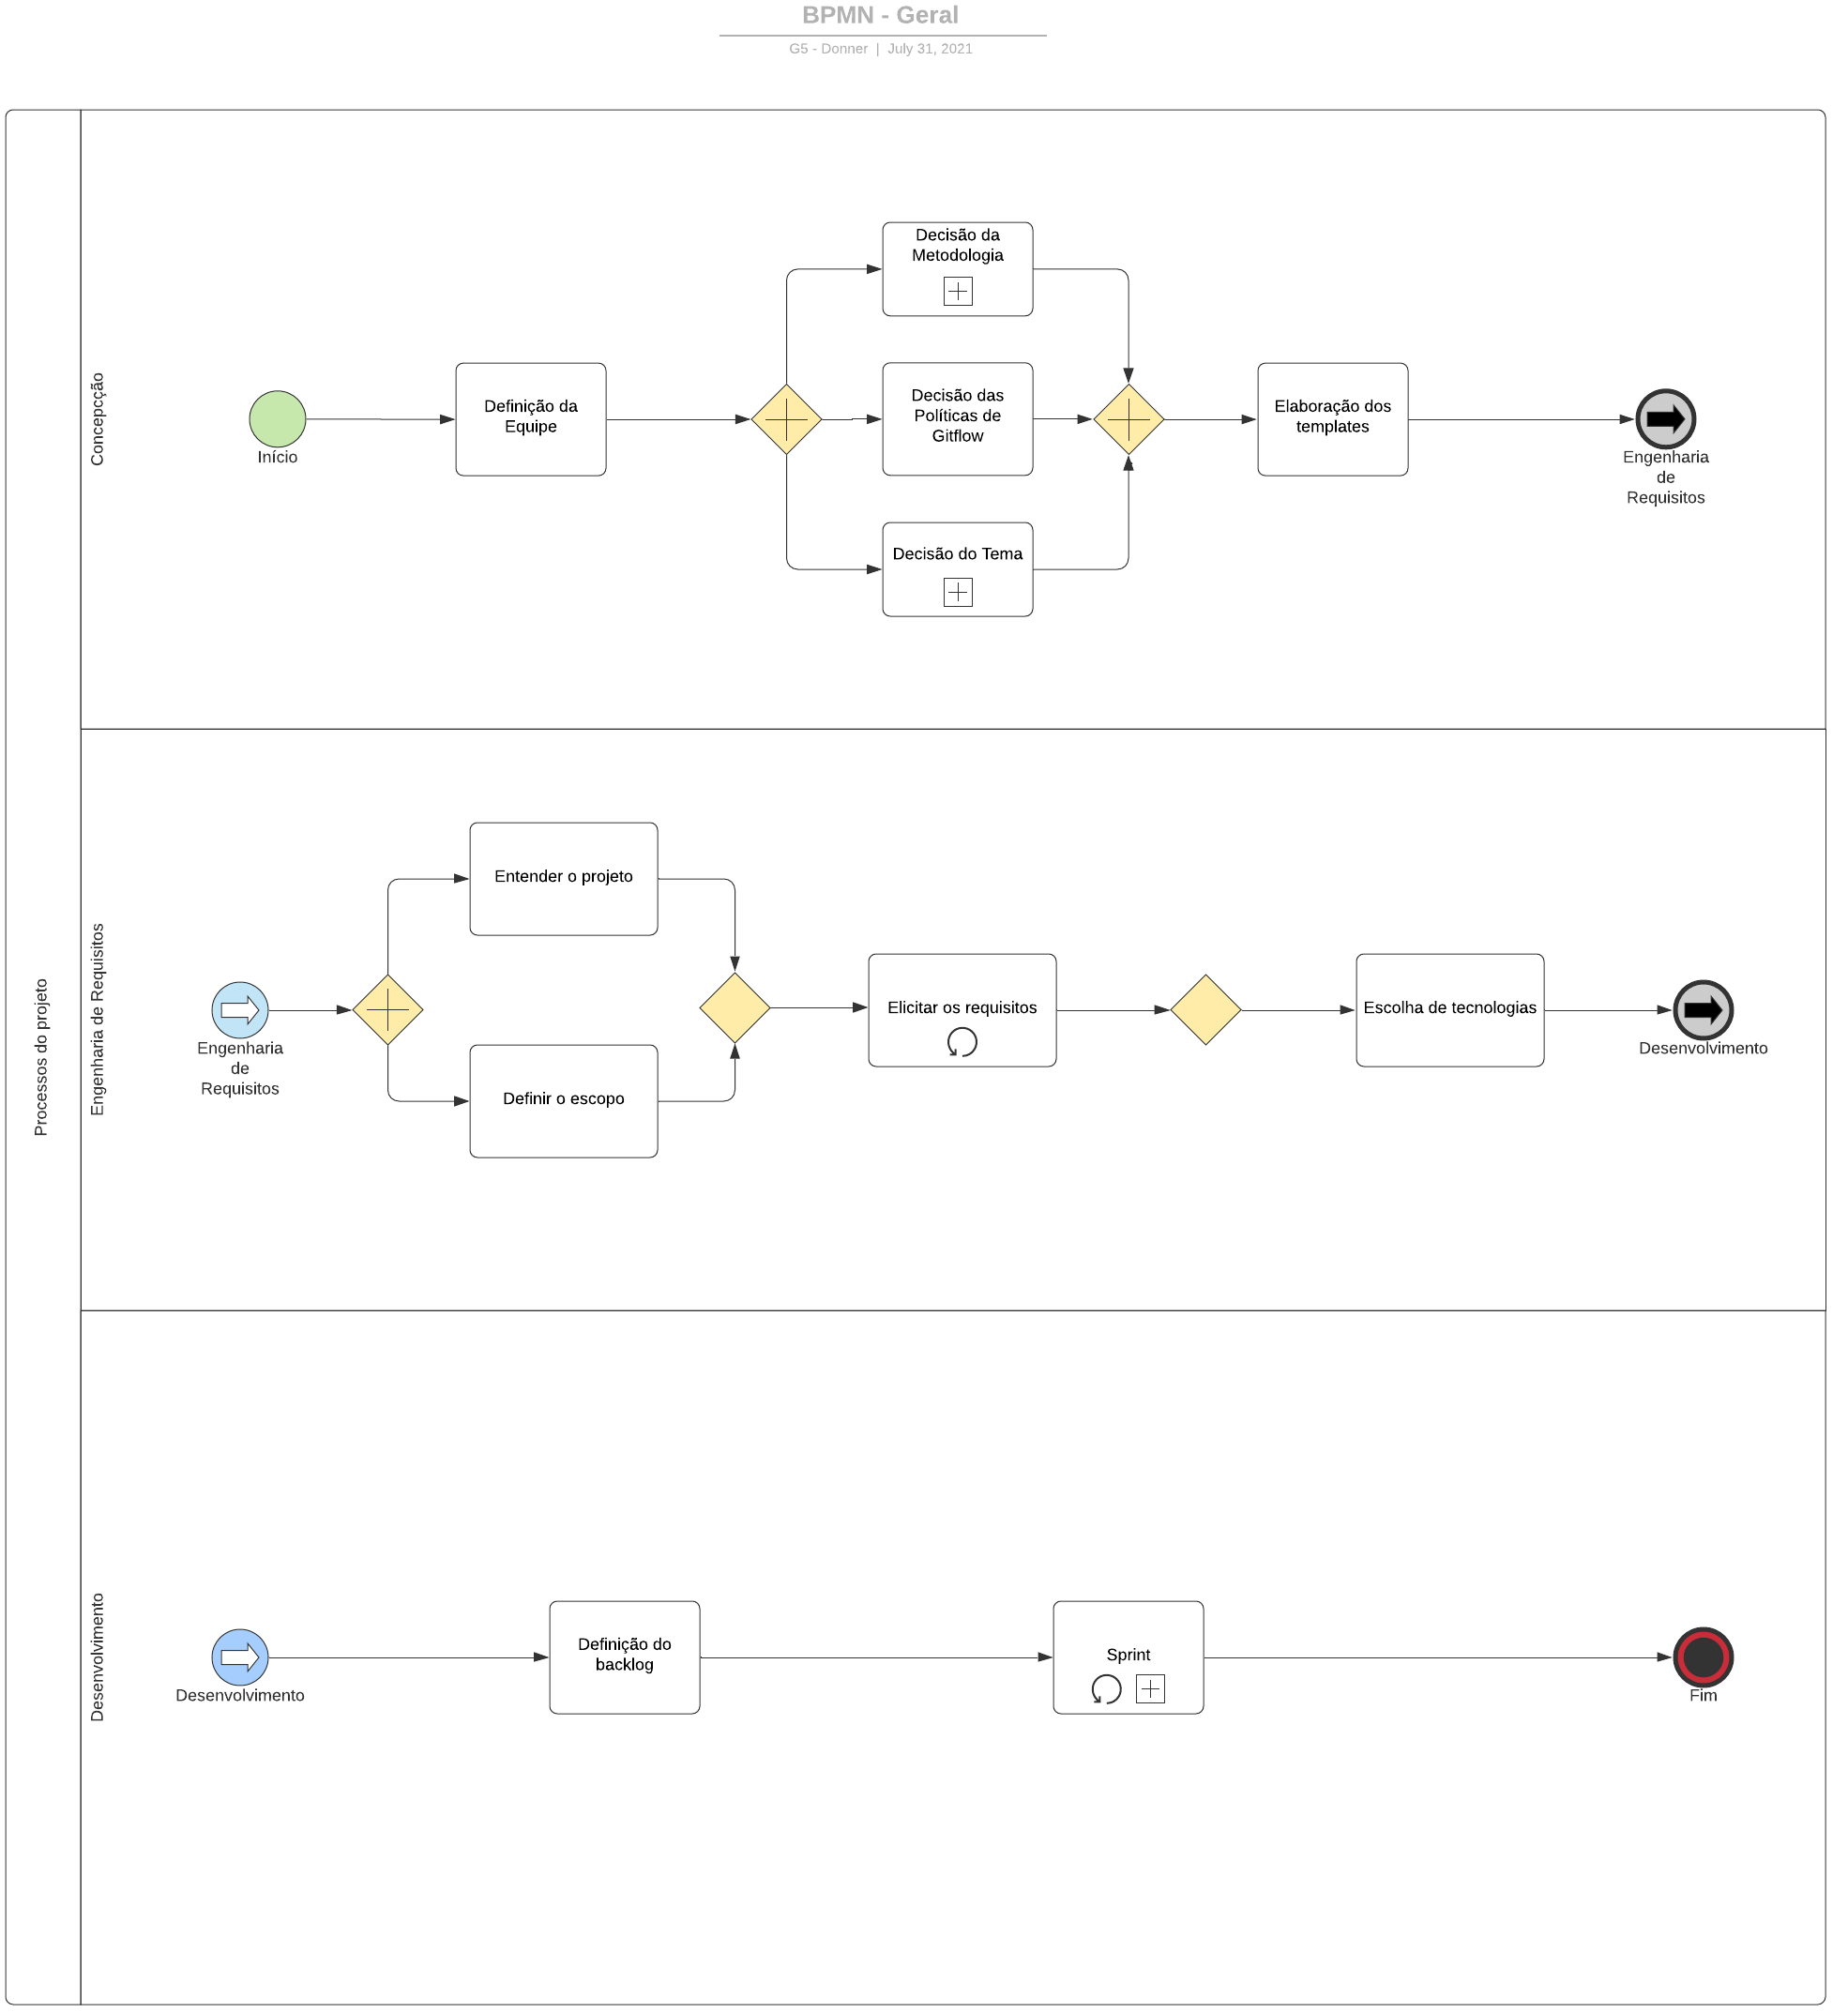 BPMN - Geral
G5 - Donner | July 31, 2021
Processos do projeto
Concepcção
Início
Definição da
Equipe
Decisão da
Metodologia
Decisão das
Políticas de
Gitflow
Decisão do Tema
Elaboração dos
templates
Engenharia
de
Requisitos
Engenharia de Requisitos
Engenharia
de
Requisitos
Entender o projeto
Definir o escopo
Elicitar os requisitos
Escolha de tecnologias
Desenvolvimento
Desenvolvimento
Desenvolvimento
Definição do
backlog
Sprint
Fim